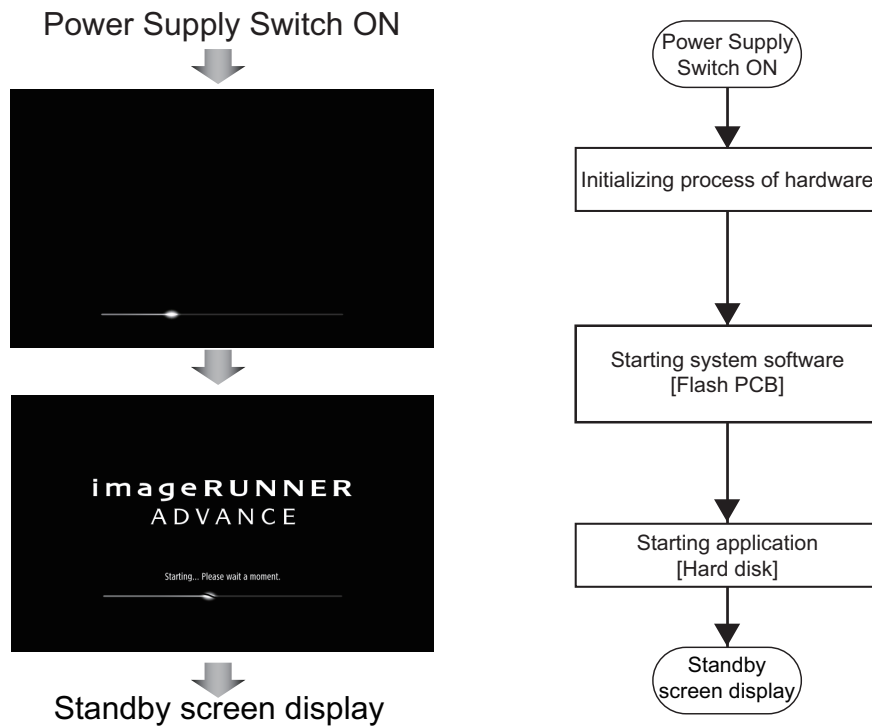 Power Supply Switch ON
imageRUNNER
ADVANCE
Starting... Please wait a moment.
Standby screen display
Power Supply
Switch ON
Initializing process of hardware
Starting system software
[Flash PCB]
Starting application
[Hard disk]
Standby
screen display